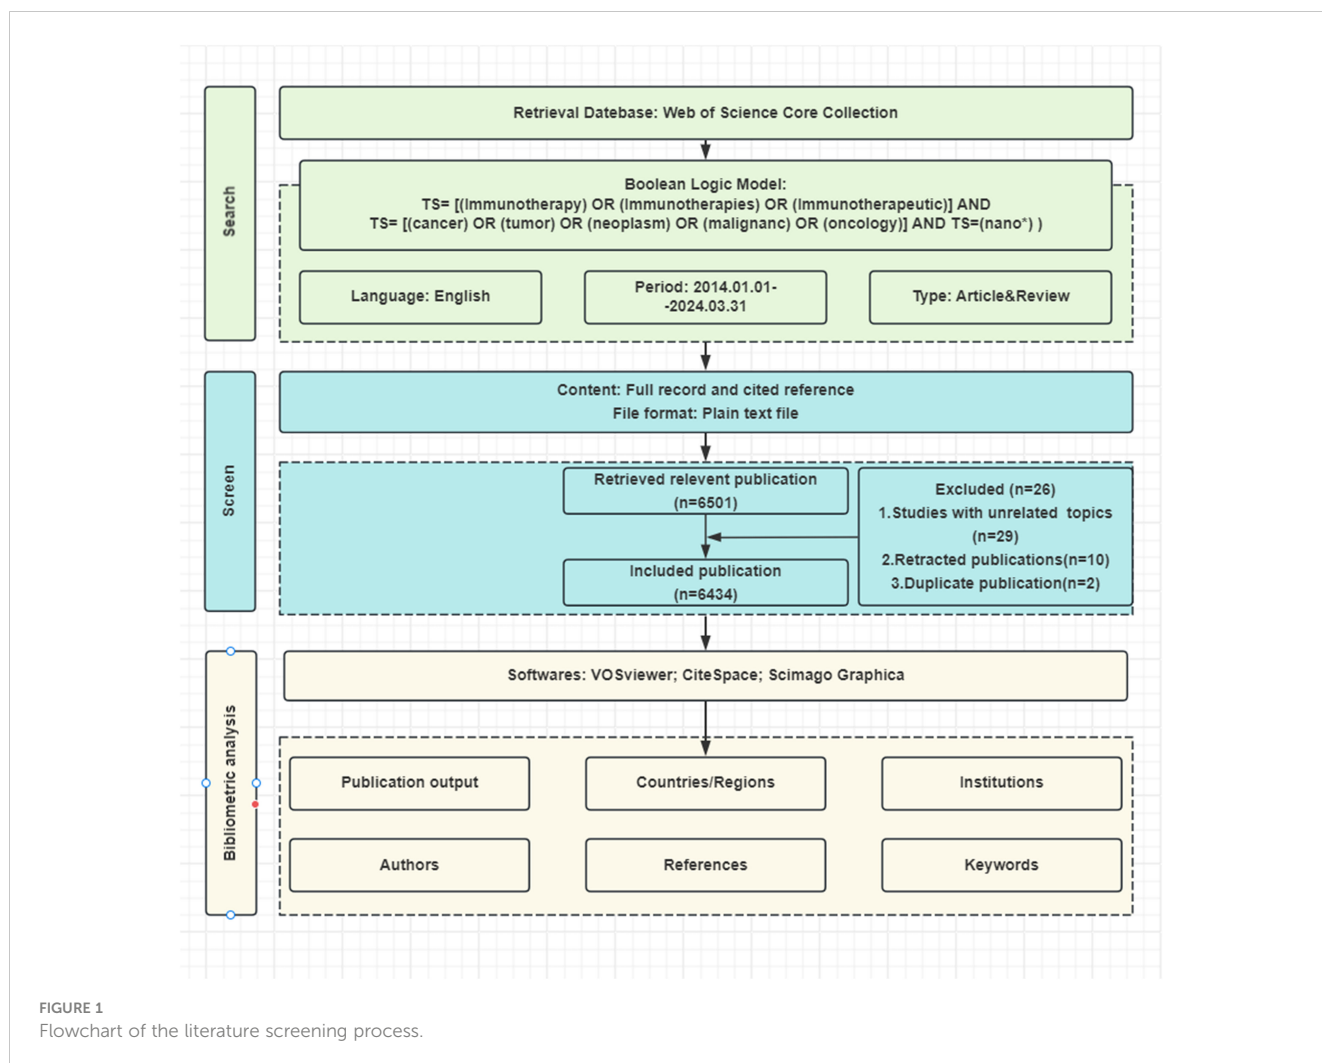 Search
Retrieval Datebase: Web of Science Core Collection
Boolean Logic Model:
TS= [(Immunotherapy) OR (Immunotherapies) OR (Immunotherapeutic)] AND
TS= [(cancer) OR (tumor) OR (neoplasm) OR (malignanc) OR (oncology)] AND TS=(nano*) )
Language: English
Period: 2014.01.01-
-2024.03.31
Type: Article&Review
Screen
Content: Full record and cited reference
File format: Plain text file
Retrieved relevent publication
(n=6501)
Excluded (n=26)
1.Studies with unrelated topics
(n=29)
2.Retracted publications(n=10)
3.Duplicate publication(n=2)
Included publication
(n=6434)
Bibliometric analysis
Softwares: VOSviewer; CiteSpace; Scimago Graphica
Publication output
Countries/Regions
Institutions
Authors
References
Keywords
FIGURE 1
Flowchart of the literature screening process.